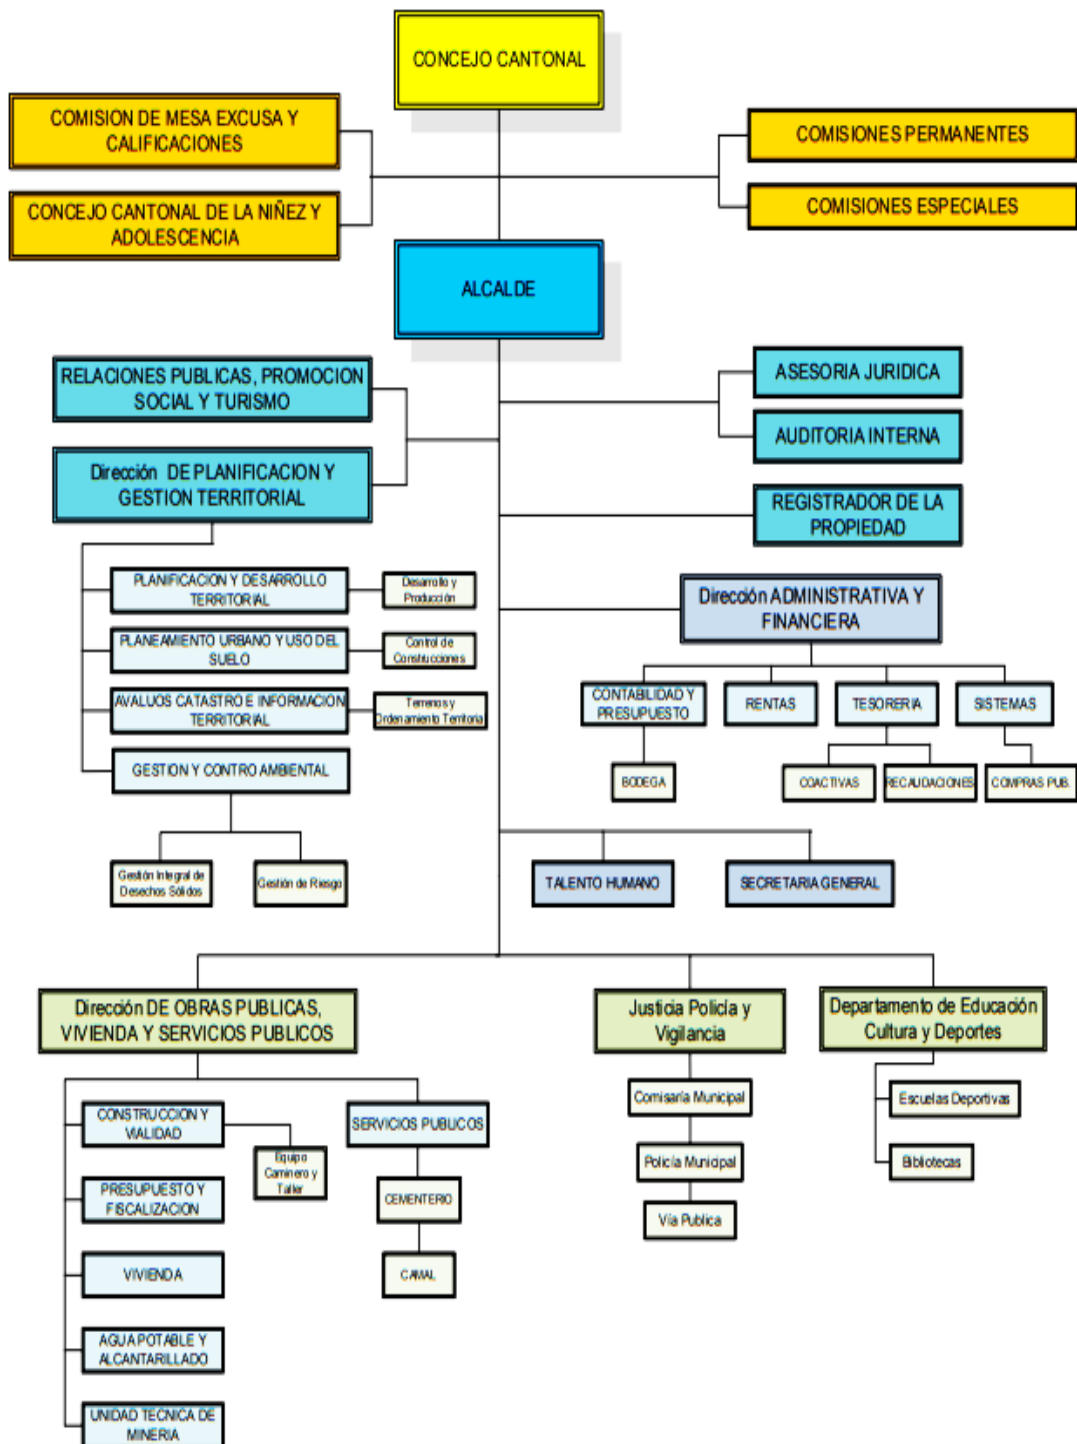 CONCEJO CANTONAL
COMISION DE MESA EXCUSA Y
CALIFICACIONES
COMISIONES PERMANENTES
CONCEJO CANTONAL DE LA NIÑEZ Y
ADOLESCENCIA
COMISIONES ESPECIALES
ALCALDE
RELACIONES PUBLICAS, PROMOCION
SOCIAL Y TURISMO
ASESORIA JURIDICA
AUDITORIA INTERNA
Dirección DE PLANIFICACION Y
GESTION TERRITORIAL
REGISTRADOR DE LA
PROPIEDAD
PLANIFICACION Y DESARROLLO
TERRITORIAL
Desarrollo y
Producción
PLANEAMIENTO URBANO Y USO DEL
SUELO
Control de
Construcciones
AVALUOS CATASTRO E INFORMACION
TERRITORIAL
Terrenos y
Ordenamiento Territoria
GESTION Y CONTRO AMBIENTAL
Gestión Integral de
Desechos Sólidos
Gestión de Riesgo
Dirección ADMINISTRATIVA Y
FINANCIERA
CONTABILIDAD Y
PRESUPUESTO
RENTAS
TESORERIA
SISTEMAS
BODEGA
COACTIVAS
RECAUDACIONES
COMPRAS PUB.
TALENTO HUMANO
SECRETARIA GENERAL
Dirección DE OBRAS PUBLICAS,
VIVIENDA Y SERVICIOS PUBLICOS
Justicia Policía y
Vigilancia
Departamento de Educación
Cultura y Deportes
CONSTRUCCION Y
VIALIDAD
Equipo
Caminero y
Taller
PRESUPUESTO Y
FISCALIZACION
VIVIENDA
AGUA POTABLE Y
ALCANTARILLADO
UNIDAD TECNICA DE
MINERIA
SERVICIOS PUBLICOS
CEMENTERIO
CAMAL
Comisaría Municipal
Policía Municipal
Vía Publica
Escuelas Deportivas
Bibliotecas